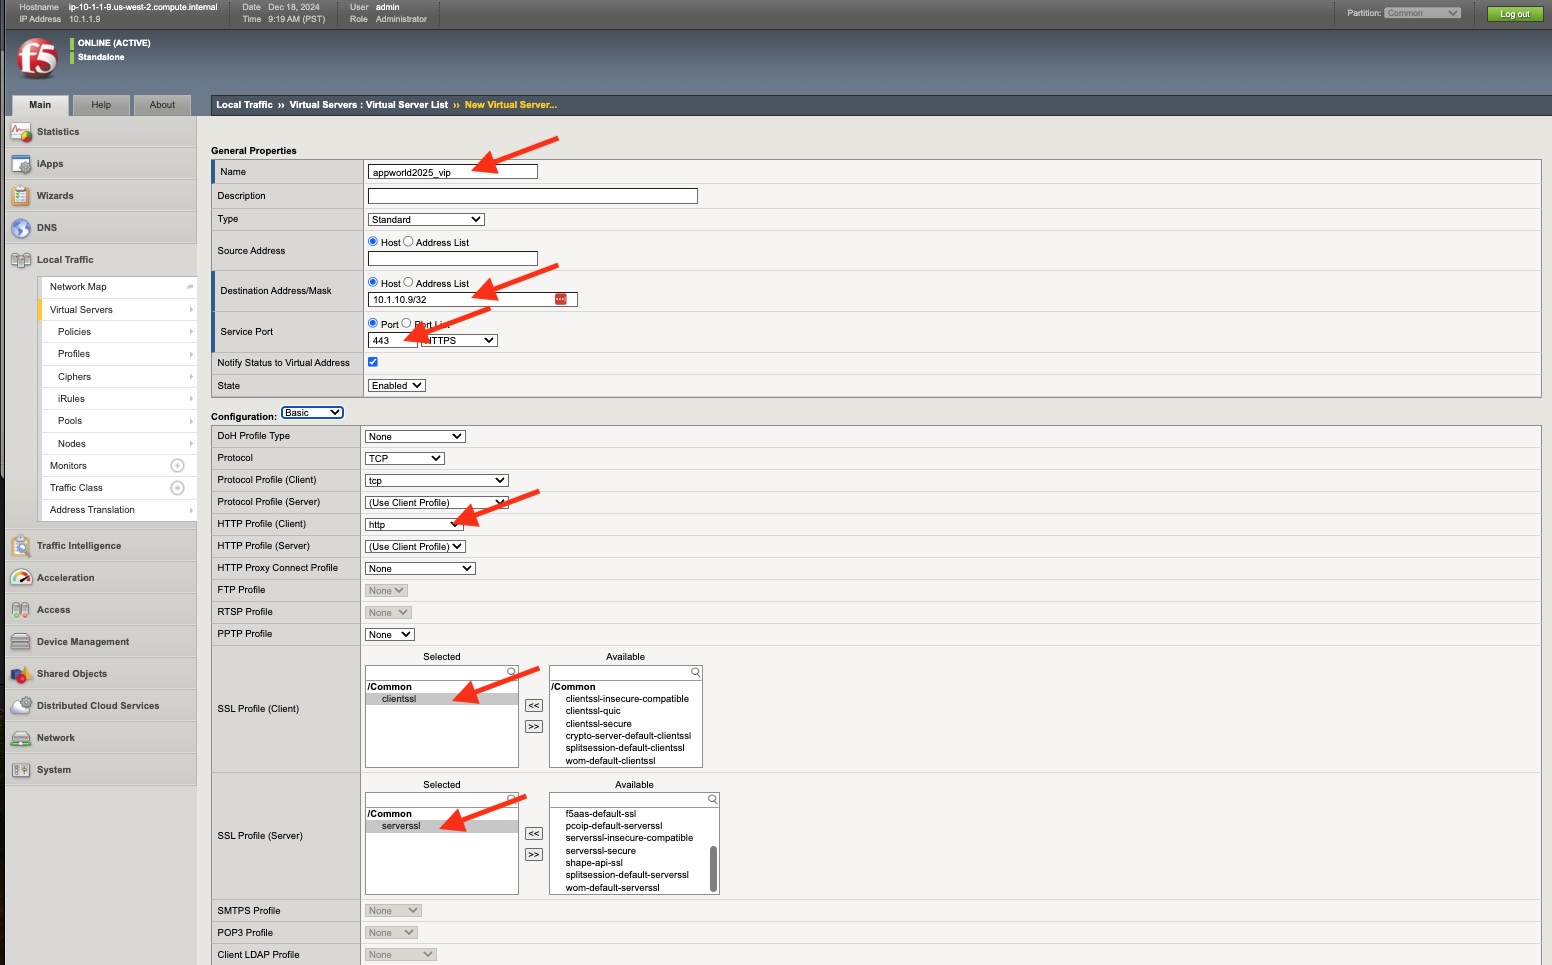 Hostname ip-10-1-1-9.us-west-2.compute.internal Date Dec 18, 2024 User admin
IP Address 10.1.1.9 Time 9:19 AM (PST) Role Administrator
Partition: Common Log out
f5
ONLINE (ACTIVE)
Standalone
Main Help About
Local Traffic ›› Virtual Servers : Virtual Server List ›› New Virtual Server...
Statistics
iApps
Wizards
DNS
Local Traffic
Network Map
Virtual Servers
Policies
Profiles
Ciphers
iRules
Pools
Nodes
Monitors
Traffic Class
Address Translation
Traffic Intelligence
Acceleration
Access
Device Management
Shared Objects
Distributed Cloud Services
Network
System
General Properties
Name appworld2025_vip
Description
Type Standard
Source Address Host Address List
Destination Address/Mask Host Address List
10.1.10.9/32
Service Port Port
443
Notify Status to Virtual Address
State Enabled
Configuration: Basic
DoH Profile Type None
Protocol TCP
Protocol Profile (Client) tcp
Protocol Profile (Server) (Use Client Profile)
HTTP Profile (Client) http
HTTP Profile (Server) (Use Client Profile)
HTTP Proxy Connect Profile None
FTP Profile None
RTSP Profile None
PPTP Profile None
SSL Profile (Client)
Selected Available
/Common /Common
clientssl clientssl-insecure-compatible
clientssl-quic
<< clientssl-secure
>> crypto-server-default-clientssl
splitsession-default-clientssl
wom-default-clientssl
SSL Profile (Server)
Selected Available
/Common f5aas-default-ssl
serverssl pcoip-default-serverssl
<< serverssl-insecure-compatible
serverssl-secure
>> shape-api-ssl
splitsession-default-serverssl
wom-default-serverssl
SMTPS Profile None
POP3 Profile None
Client LDAP Profile None